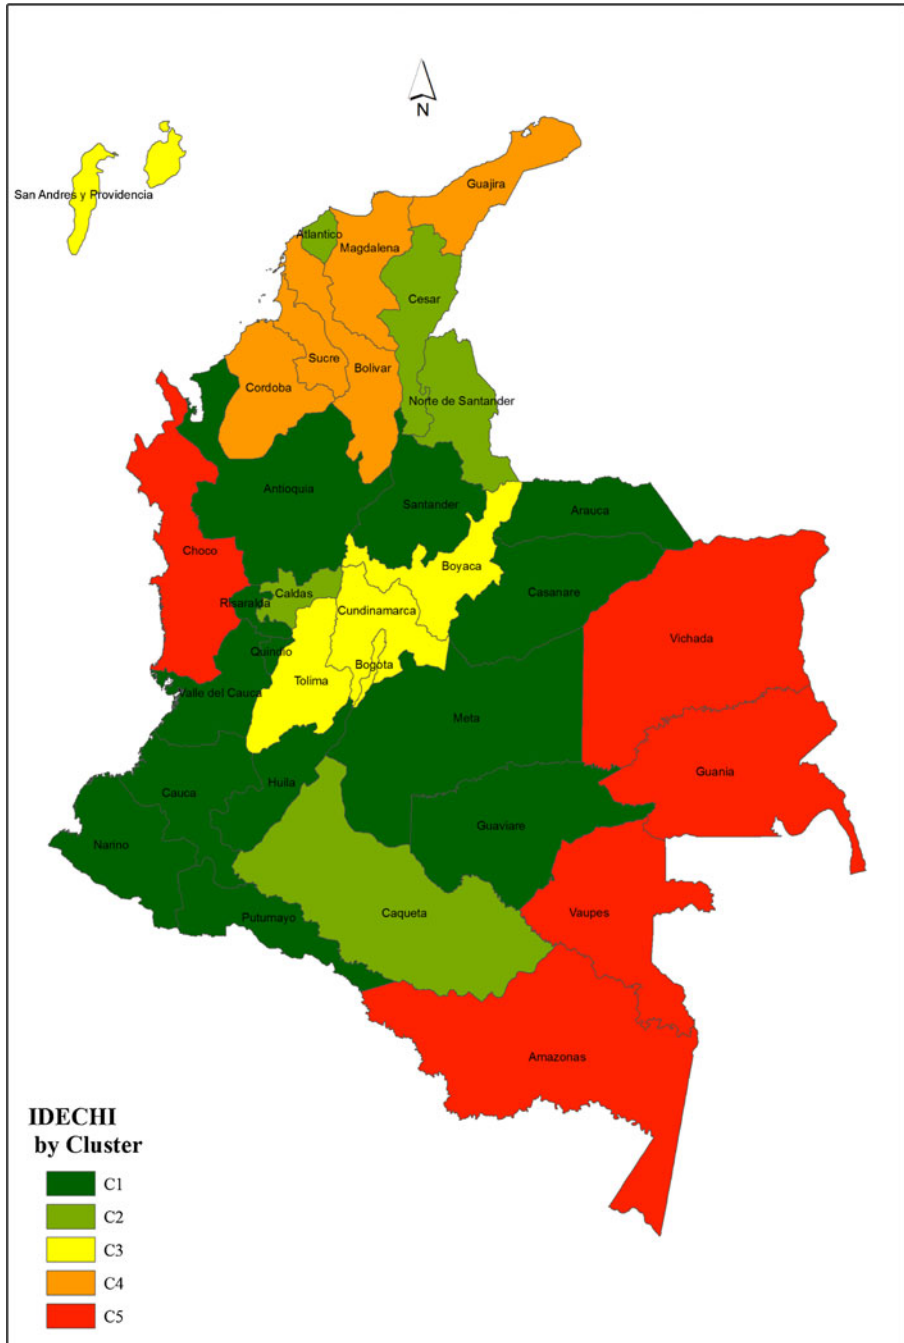 N
Guajira
San Andres y Providencia
Atlantico
Magdalena
Cesar
Sucre
Bolivar
Cordoba
Norte de Santander
Antioquia
Santander
Arauca
Choco
Boyaca
Casanare
Caldas
Risaralda
Cundinamarca
Vichada
Quindio
Bogota
Tolima
Valle del Cauca
Meta
Guania
Huila
Cauca
Guaviare
Narino
Caqueta
Vaupes
Putumayo
Amazonas
IDECHI
by Cluster
C1
C2
C3
C4
C5